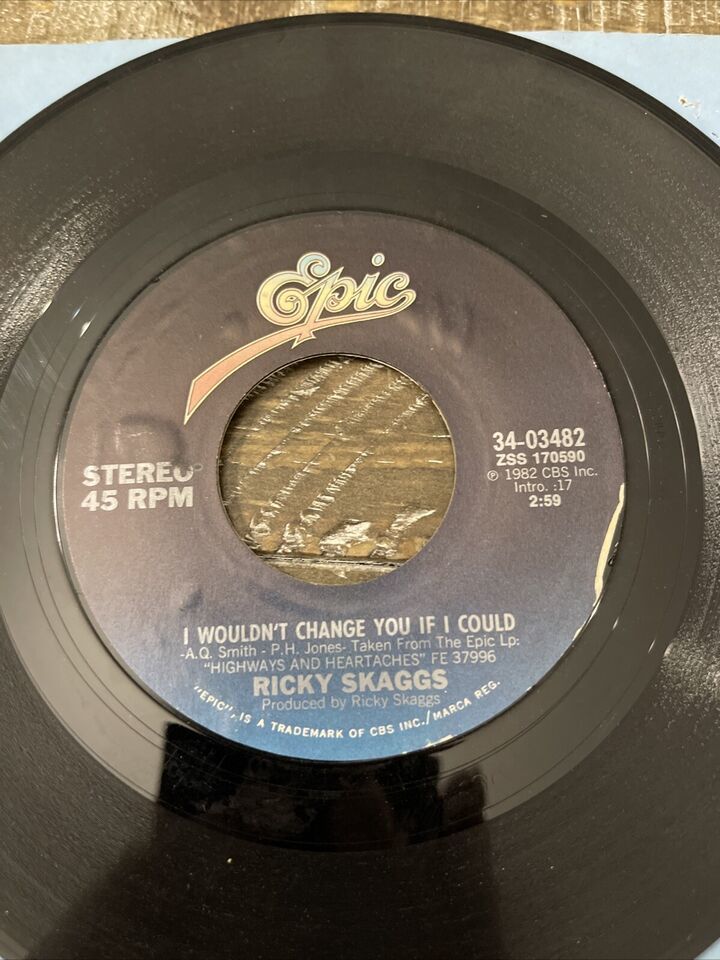 Epic
STEREO
45 RPM
34-03482
ZSS 170590
℗ 1982 CBS Inc.
Intro. :17
2:59
I WOULDN'T CHANGE YOU IF I COULD
-A.Q. Smith - P.H. Jones- Taken From The Epic Lp:
"HIGHWAYS AND HEARTACHES" FE 37996
RICKY SKAGGS
Produced by Ricky Skaggs
"EPIC", IS A TRADEMARK OF CBS INC./MARCA REG.